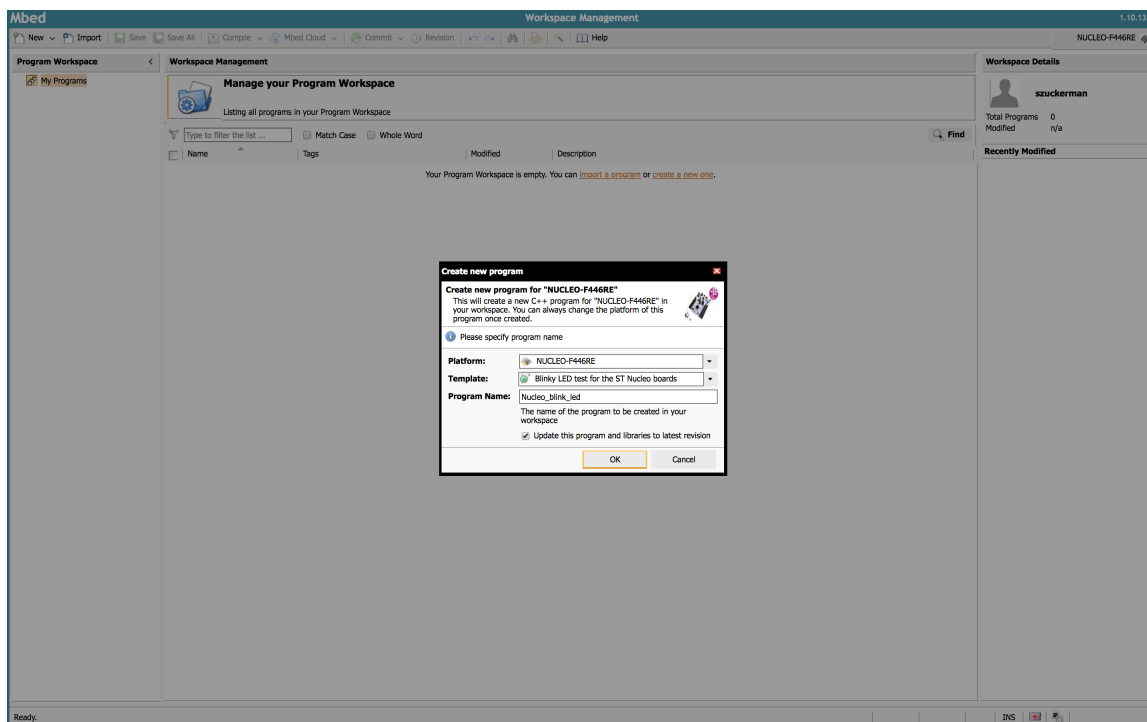 Mbed
Workspace Management
1.10.13
New
Import
Save
Save All
Compile
Mbed Cloud
Commit
Revision
Help
NUCLEO-F446RE
Program Workspace
<
My Programs
Workspace Management
Manage your Program Workspace
Listing all programs in your Program Workspace
Type to filter the list ...
Match Case
Whole Word
Find
Name
Tags
Modified
Description
Your Program Workspace is empty. You can import a program or create a new one.
Workspace Details
szuckerman
Total Programs 0
Modified n/a
Recently Modified
Create new program
Create new program for "NUCLEO-F446RE"
This will create a new C++ program for "NUCLEO-F446RE" in
your workspace. You can always change the platform of this
program once created.
Please specify program name
Platform: NUCLEO-F446RE
Template: Blinky LED test for the ST Nucleo boards
Program Name: Nucleo_blink_led
The name of the program to be created in your
workspace
Update this program and libraries to latest revision
OK
Cancel
Ready.
INS